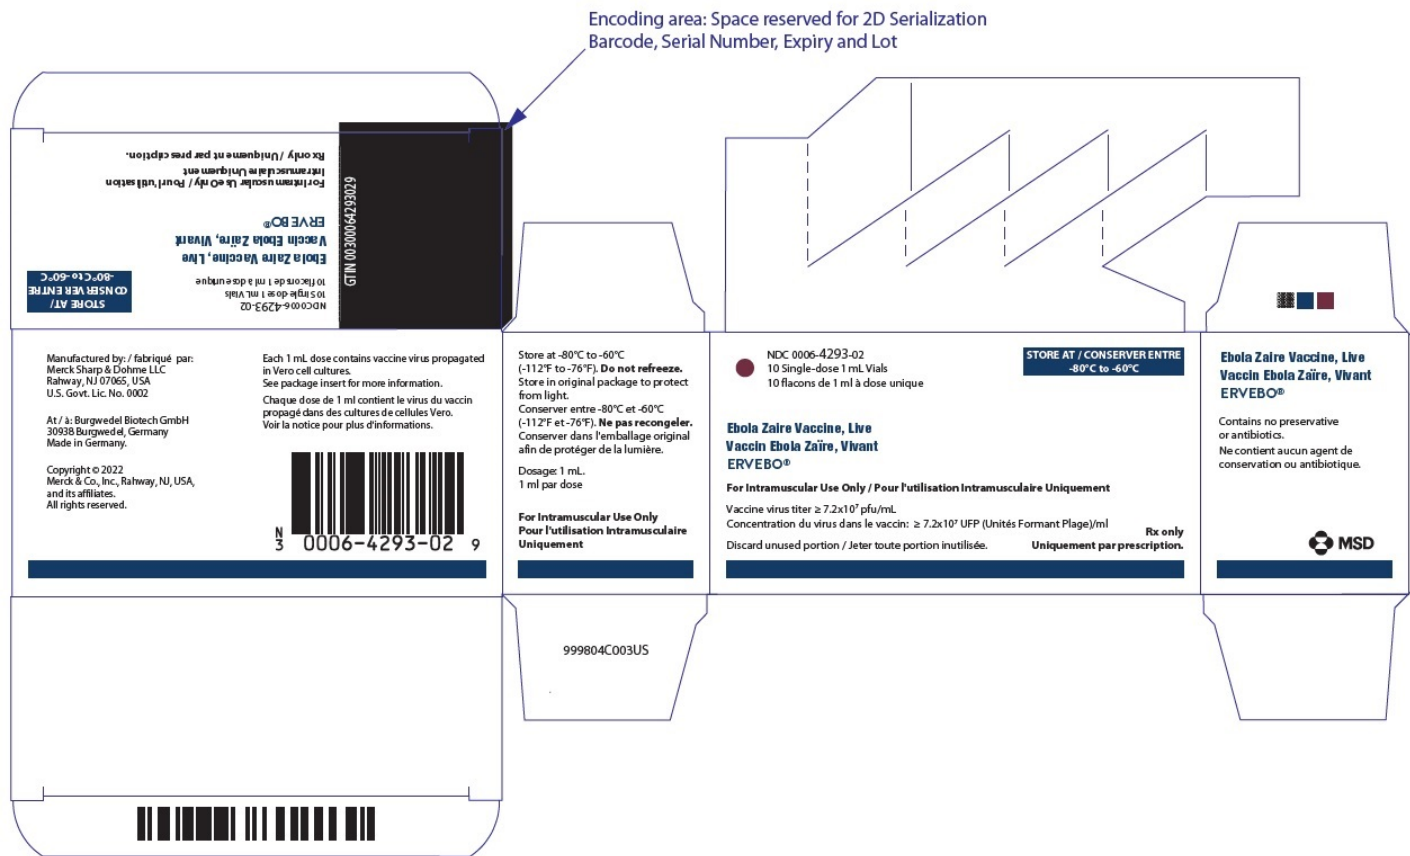 Encoding area: Space reserved for 2D Serialization
Barcode, Serial Number, Expiry and Lot
NDC 0006-4293-02
10 Single dose 1 mL Vials
10 flacons de 1 ml à dose unique
STORE AT /
CONSERVER ENTRE
-80°C to -60°C
Ebola Zaire Vaccine, Live
Vaccin Ebola Zaïre, Vivant
ERVEBO®
For Intramuscular Use Only / Pour l'utilisation
Intramusculaire Uniquement
Rx only / Uniquement par prescription.
GTIN 00300064293029
Manufactured by: / fabriqué par:
Merck Sharp & Dohme LLC
Rahway, NJ 07065, USA
U.S. Govt. Lic. No. 0002
At / à: Burgwedel Biotech GmbH
30938 Burgwedel, Germany
Made in Germany.
Copyright © 2022
Merck & Co., Inc., Rahway, NJ, USA,
and its affiliates.
All rights reserved.
Each 1 mL dose contains vaccine virus propagated
in Vero cell cultures.
See package insert for more information.
Chaque dose de 1 ml contient le virus du vaccin
propagé dans des cultures de cellules Vero.
Voir la notice pour plus d'informations.
N
3 0006-4293-02 9
Store at -80°C to -60°C
(-112°F to -76°F). Do not refreeze.
Store in original package to protect
from light.
Conserver entre -80°C et -60°C
(-112°F et -76°F). Ne pas recongeler.
Conserver dans l'emballage original
afin de protéger de la lumière.
Dosage: 1 mL.
1 ml par dose
For Intramuscular Use Only
Pour l'utilisation Intramusculaire
Uniquement
999804C003US
NDC 0006-4293-02
10 Single-dose 1 mL Vials
10 flacons de 1 ml à dose unique
STORE AT / CONSERVER ENTRE
-80°C to -60°C
Ebola Zaire Vaccine, Live
Vaccin Ebola Zaïre, Vivant
ERVEBO®
For Intramuscular Use Only / Pour l'utilisation Intramusculaire Uniquement
Vaccine virus titer ≥ 7.2x10⁷ pfu/mL
Concentration du virus dans le vaccin: ≥ 7.2x10⁷ UFP (Unités Formant Plage)/ml
Rx only
Discard unused portion / Jeter toute portion inutilisée.
Uniquement par prescription.
Ebola Zaire Vaccine, Live
Vaccin Ebola Zaïre, Vivant
ERVEBO®
Contains no preservative
or antibiotics.
Ne contient aucun agent de
conservation ou antibiotique.
MSD